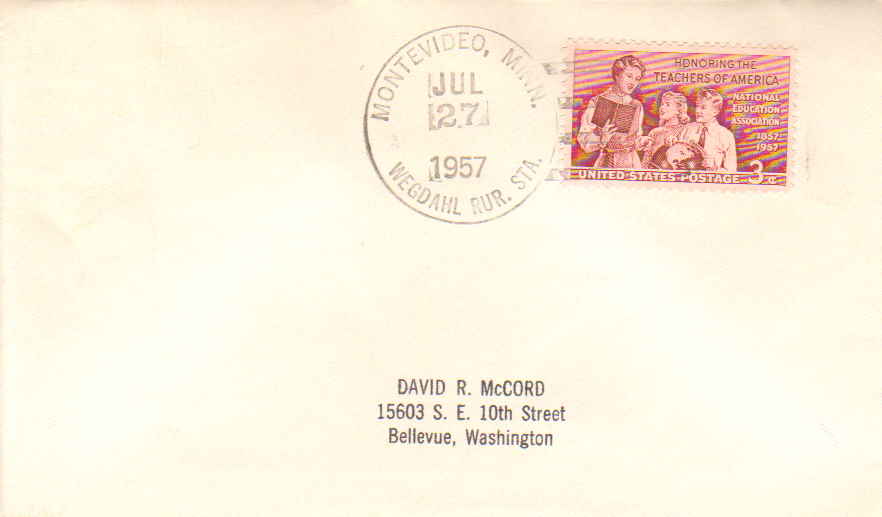 MONTEVIDEO, MINN.
JUL
27
1957
WEGDAHL RUR. STA.
HONORING THE
TEACHERS OF AMERICA
NATIONAL
EDUCATION
ASSOCIATION
1857
1957
UNITED STATES POSTAGE 3¢
DAVID R. McCORD
15603 S. E. 10th Street
Bellevue, Washington